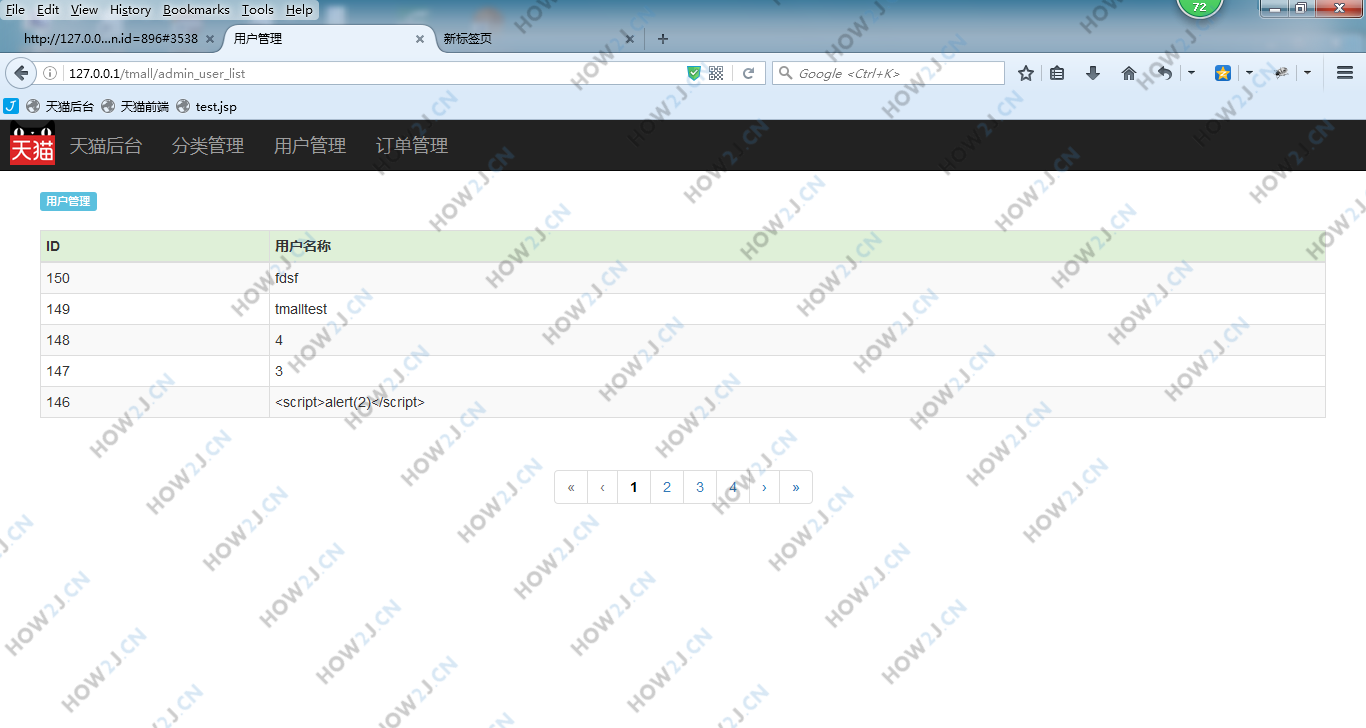 File Edit View History Bookmarks Tools Help
72
http://127.0.0...n.id=896#3538 × 用户管理 × 新标签页 × +
127.0.0.1/tmall/admin_user_list
Google <Ctrl+K>
天猫后台 天猫前端 test.jsp
天猫 天猫后台 分类管理 用户管理 订单管理
用户管理
ID 用户名称
150 fdsf
149 tmalltest
148 4
147 3
146 <script>alert(2)</script>
« ‹ 1 2 3 4 › »
HOW2J.CN